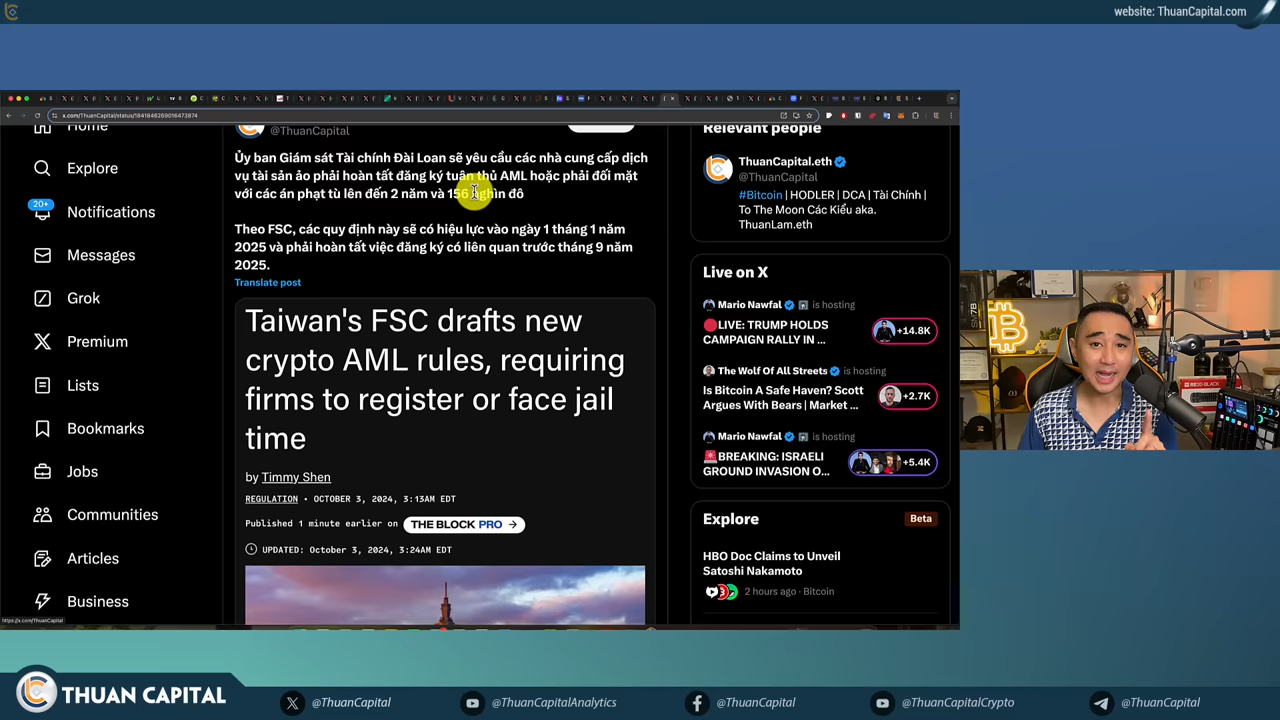 website: ThuanCapital.com
x.com/ThuanCapital/status/1841846269016473874
Home
Explore
20+
Notifications
Messages
Grok
Premium
Lists
Bookmarks
Jobs
Communities
Articles
Business
https://x.com/ThuanCapital
@ThuanCapital
Ủy ban Giám sát Tài chính Đài Loan sẽ yêu cầu các nhà cung cấp dịch
vụ tài sản ảo phải hoàn tất đăng ký tuân thủ AML hoặc phải đối mặt
với các án phạt tù lên đến 2 năm và 156 nghìn đô
Theo FSC, các quy định này sẽ có hiệu lực vào ngày 1 tháng 1 năm
2025 và phải hoàn tất việc đăng ký có liên quan trước tháng 9 năm
2025.
Translate post
Taiwan's FSC drafts new
crypto AML rules, requiring
firms to register or face jail
time
by Timmy Shen
REGULATION • OCTOBER 3, 2024, 3:13AM EDT
Published 1 minute earlier on THE BLOCK PRO →
UPDATED: October 3, 2024, 3:24AM EDT
Relevant people
ThuanCapital.eth
@ThuanCapital
#Bitcoin | HODLER | DCA | Tài Chính |
To The Moon Các Kiểu aka.
ThuanLam.eth
Live on X
Mario Nawfal is hosting
LIVE: TRUMP HOLDS
CAMPAIGN RALLY IN ...
+14.8K
The Wolf Of All Streets is hosting
Is Bitcoin A Safe Haven? Scott
Argues With Bears | Market ...
+2.7K
Mario Nawfal is hosting
BREAKING: ISRAELI
GROUND INVASION O...
+5.4K
Explore
Beta
HBO Doc Claims to Unveil
Satoshi Nakamoto
2 hours ago · Bitcoin
THUAN CAPITAL
@ThuanCapital
@ThuanCapitalAnalytics
@ThuanCapital
@ThuanCapitalCrypto
@ThuanCapital